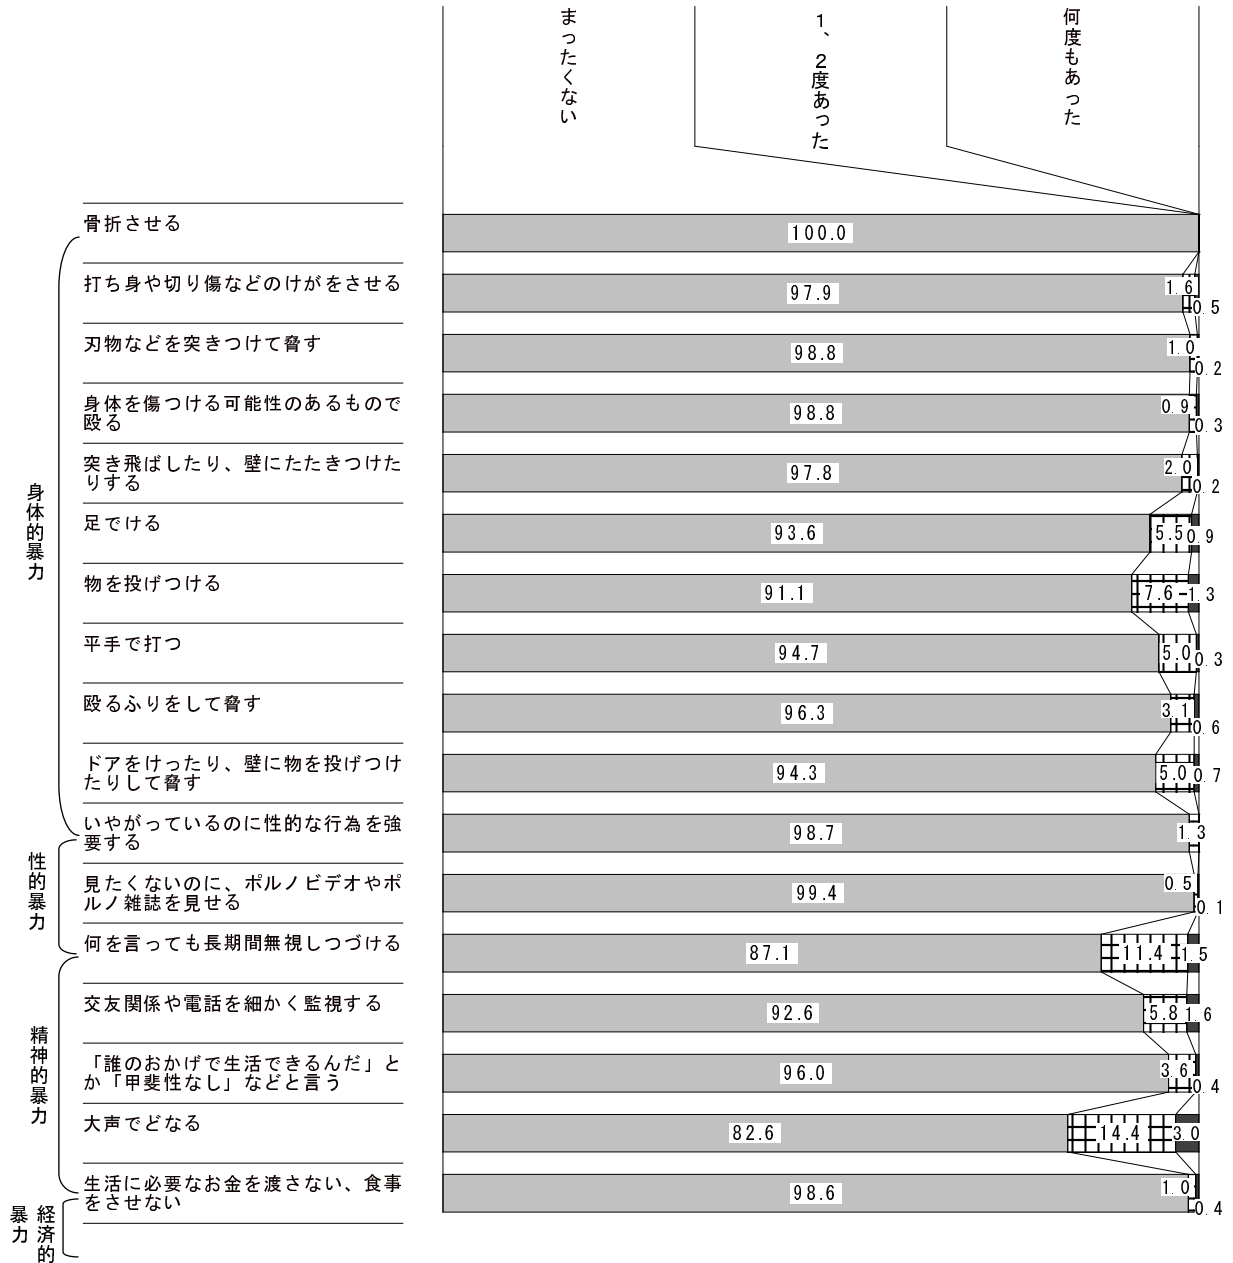 まったくない
1、2度あった
何度もあった
骨折させる
100.0
打ち身や切り傷などのけがをさせる
97.9
1.6
0.5
刃物などを突きつけて脅す
98.8
1.0
0.2
身体を傷つける可能性のあるもので
殴る
98.8
0.9
0.3
突き飛ばしたり、壁にたたきつけた
りする
97.8
2.0
0.2
足でける
93.6
5.5
0.9
物を投げつける
91.1
7.6
1.3
平手で打つ
94.7
5.0
0.3
殴るふりをして脅す
96.3
3.1
0.6
ドアをけったり、壁に物を投げつけ
たりして脅す
94.3
5.0
0.7
身体的暴力
いやがっているのに性的な行為を強
要する
98.7
1.3
見たくないのに、ポルノビデオやポ
ルノ雑誌を見せる
99.4
0.5
0.1
性的暴力
何を言っても長期間無視しつづける
87.1
11.4
1.5
交友関係や電話を細かく監視する
92.6
5.8
1.6
「誰のおかげで生活できるんだ」と
か「甲斐性なし」などと言う
96.0
3.6
0.4
大声でどなる
82.6
14.4
3.0
精神的暴力
生活に必要なお金を渡さない、食事
をさせない
98.6
1.0
0.4
経済的
暴力